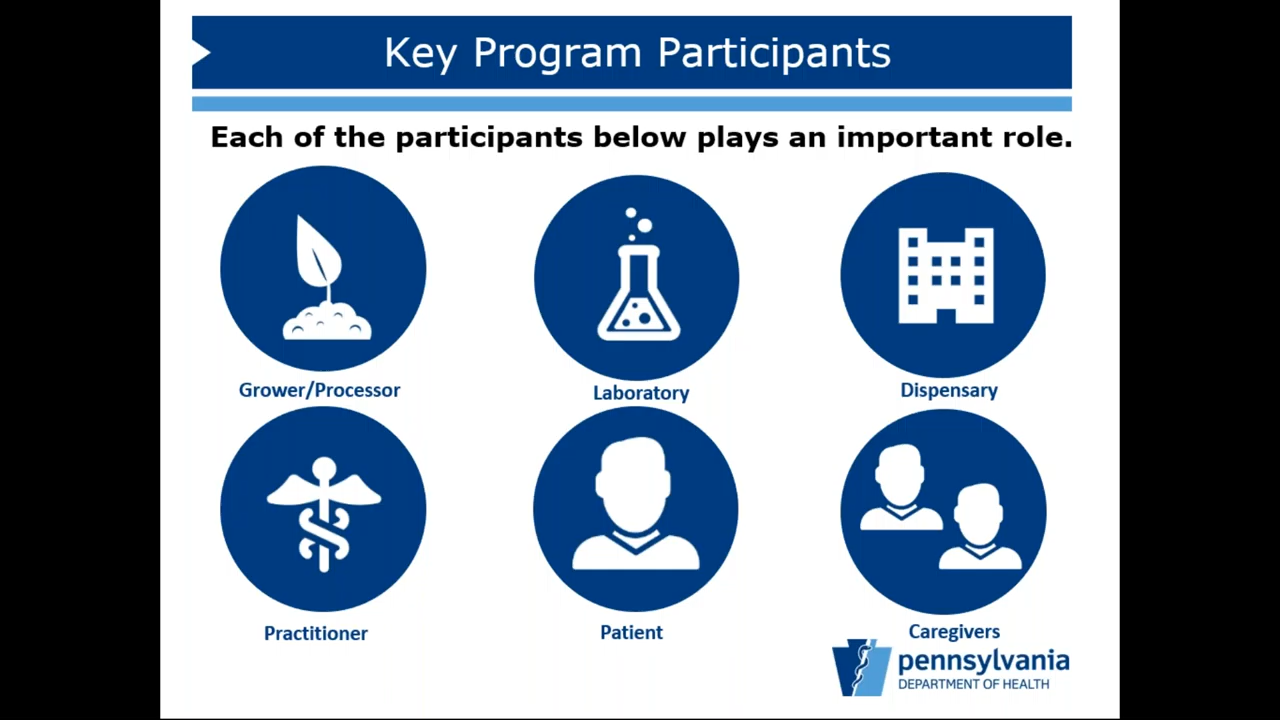 Key Program Participants
Each of the participants below plays an important role.
Grower/Processor
Laboratory
Dispensary
Practitioner
Patient
Caregivers
pennsylvania
DEPARTMENT OF HEALTH